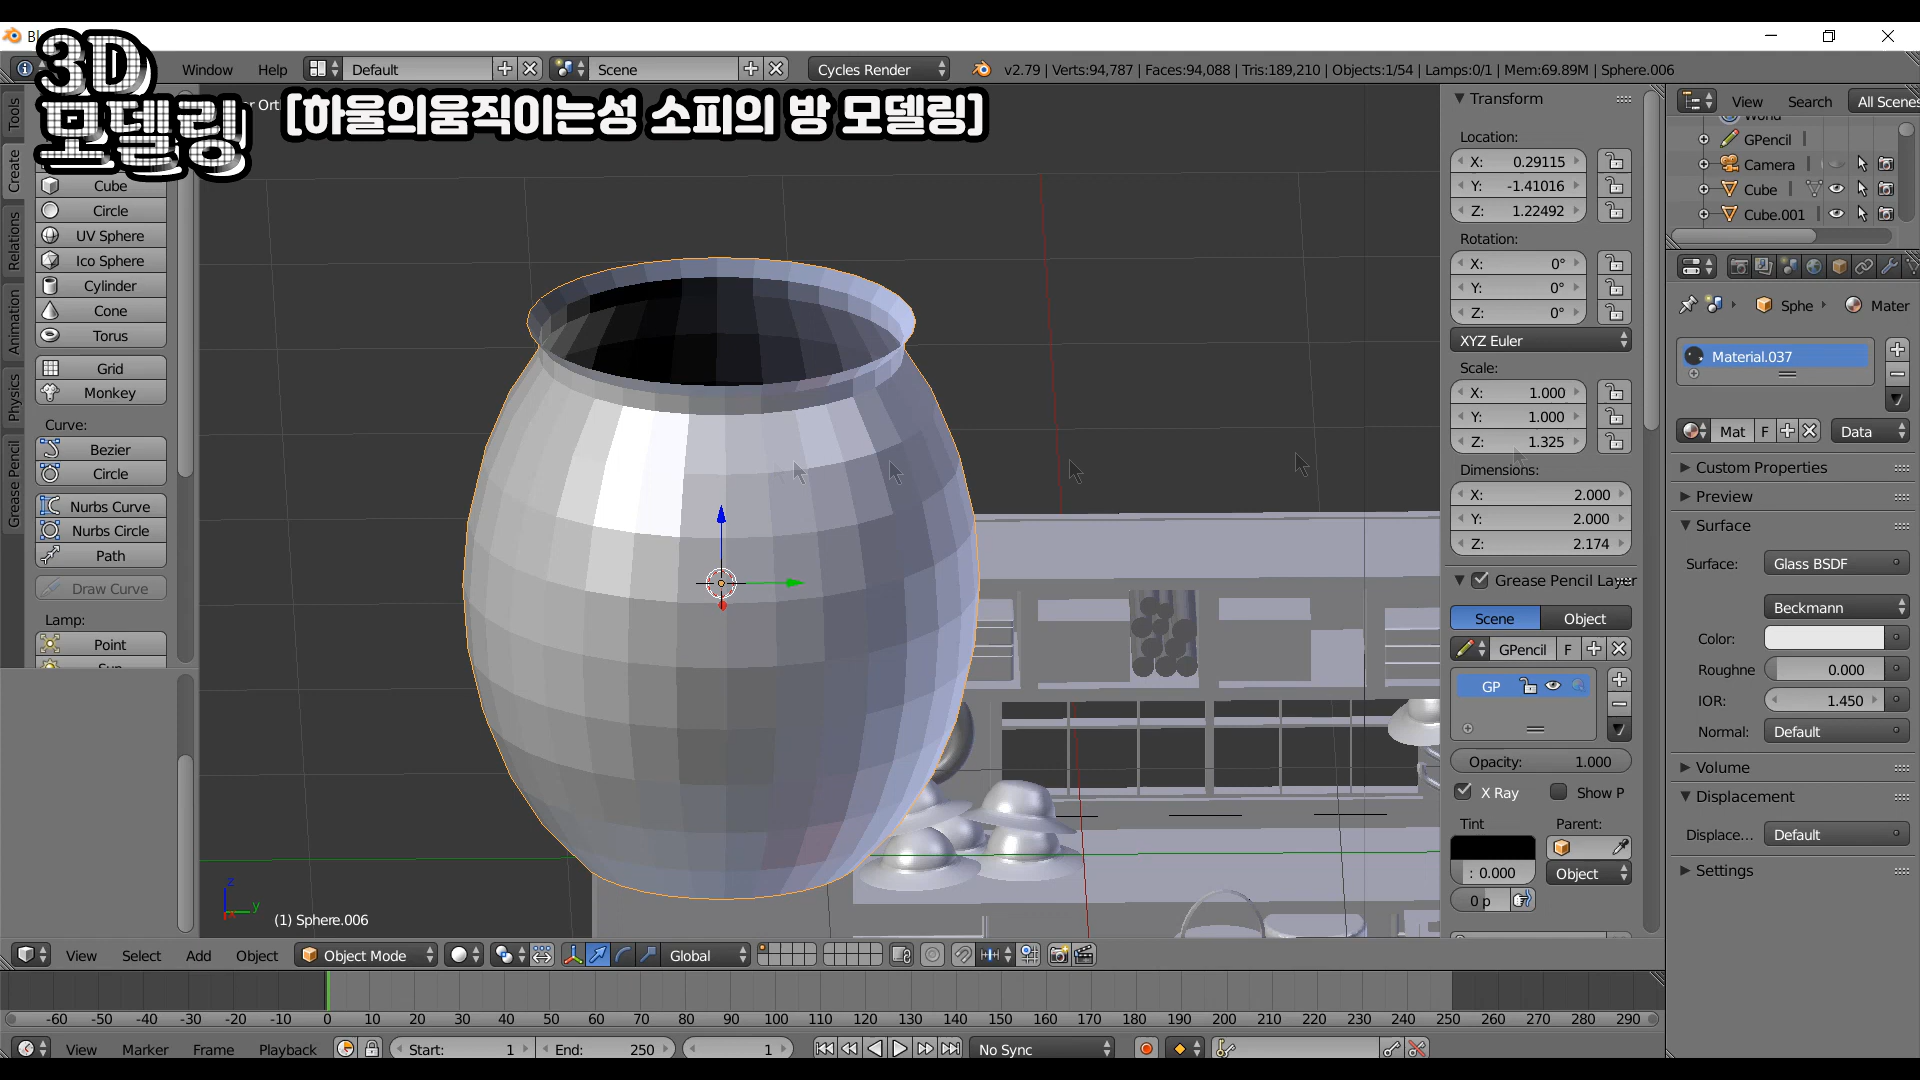 3D
모델링
[하울의움직이는성 소피의 방 모델링]
Window Help Default Scene Cycles Render v2.79 | Verts:94,787 | Faces:94,088 | Tris:189,210 | Objects:1/54 | Lamps:0/1 | Mem:69.89M | Sphere.006
Tools
Create
Relations
Animation
Physics
Grease Pencil
Cube
Circle
UV Sphere
Ico Sphere
Cylinder
Cone
Torus
Grid
Monkey
Curve:
Bezier
Circle
Nurbs Curve
Nurbs Circle
Path
Draw Curve
Lamp:
Point
z
y
(1) Sphere.006
Transform
Location:
X: 0.29115
Y: -1.41016
Z: 1.22492
Rotation:
X: 0°
Y: 0°
Z: 0°
XYZ Euler
Scale:
X: 1.000
Y: 1.000
Z: 1.325
Dimensions:
X: 2.000
Y: 2.000
Z: 2.174
Grease Pencil Layer
Scene Object
GPencil F
GP
Opacity: 1.000
X Ray Show P
Tint Parent:
: 0.000 Object
0 p
View Search All Scenes
World
GPencil
Camera
Cube
Cube.001
Sphe Mater
Material.037
Mat F Data
Custom Properties
Preview
Surface
Surface: Glass BSDF
Beckmann
Color:
Roughne 0.000
IOR: 1.450
Normal: Default
Volume
Displacement
Displace... Default
Settings
View Select Add Object Object Mode Global
-60 -50 -40 -30 -20 -10 0 10 20 30 40 50 60 70 80 90 100 110 120 130 140 150 160 170 180 190 200 210 220 230 240 250 260 270 280 290
View Marker Frame Playback Start: 1 End: 250 1 No Sync